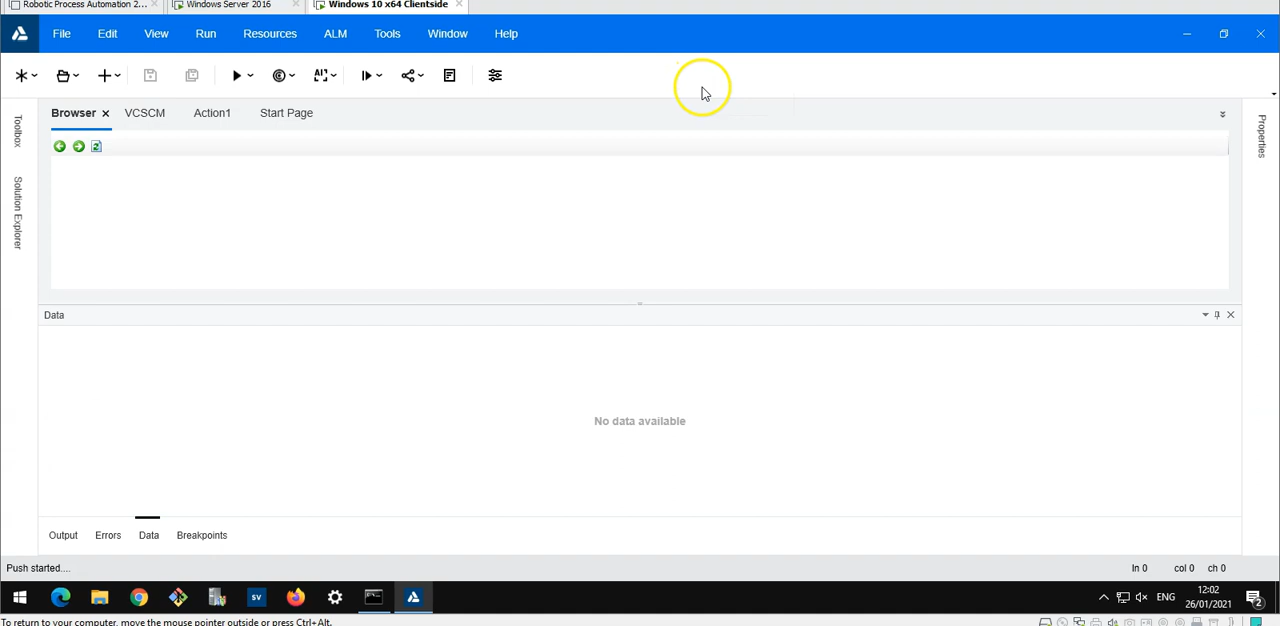 Robotic Process Automation 2... Windows Server 2016 Windows 10 x64 Clientside
File Edit View Run Resources ALM Tools Window Help
AI
Browser VCSCM Action1 Start Page
Toolbox
Solution Explorer
Properties
Data
No data available
Output Errors Data Breakpoints
Push started.... ln 0 col 0 ch 0
SV ENG 12:02
26/01/2021 2
To return to your computer, move the mouse pointer outside or press Ctrl+Alt.